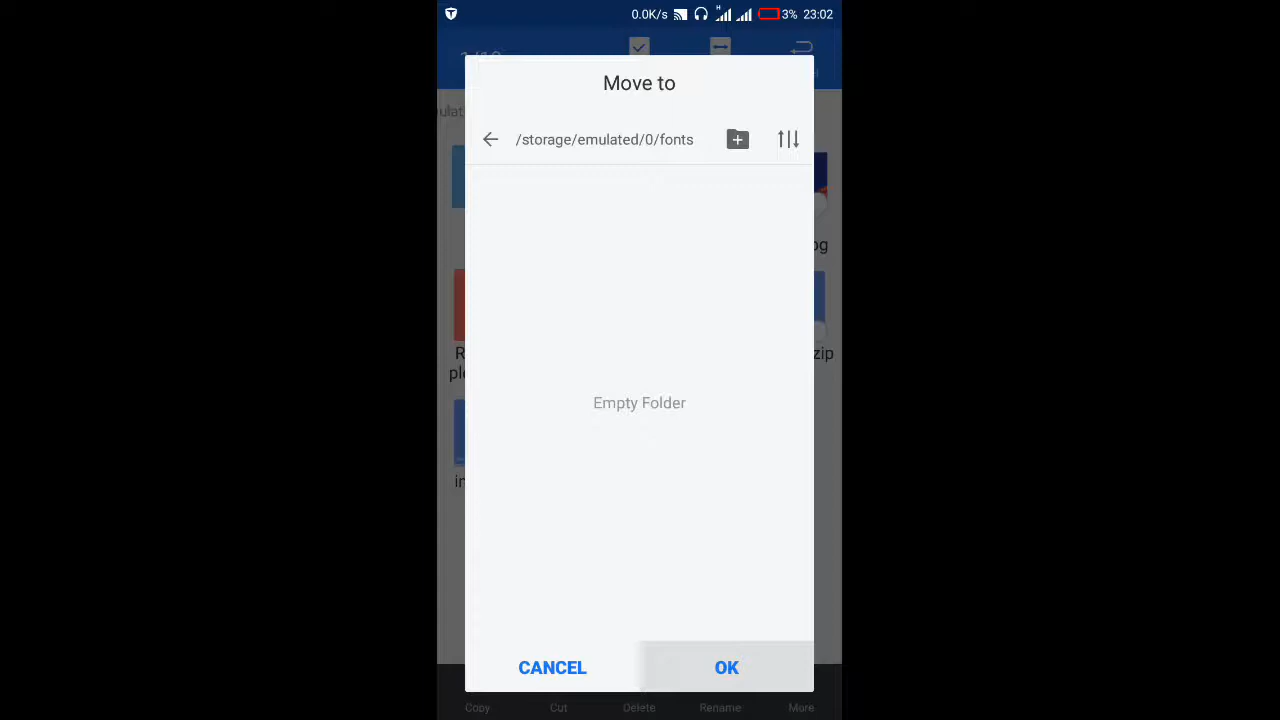 0.0K/s H 3% 23:02
Move to
/storage/emulated/0/fonts
Empty Folder
CANCEL OK
Copy Cut Delete Rename More